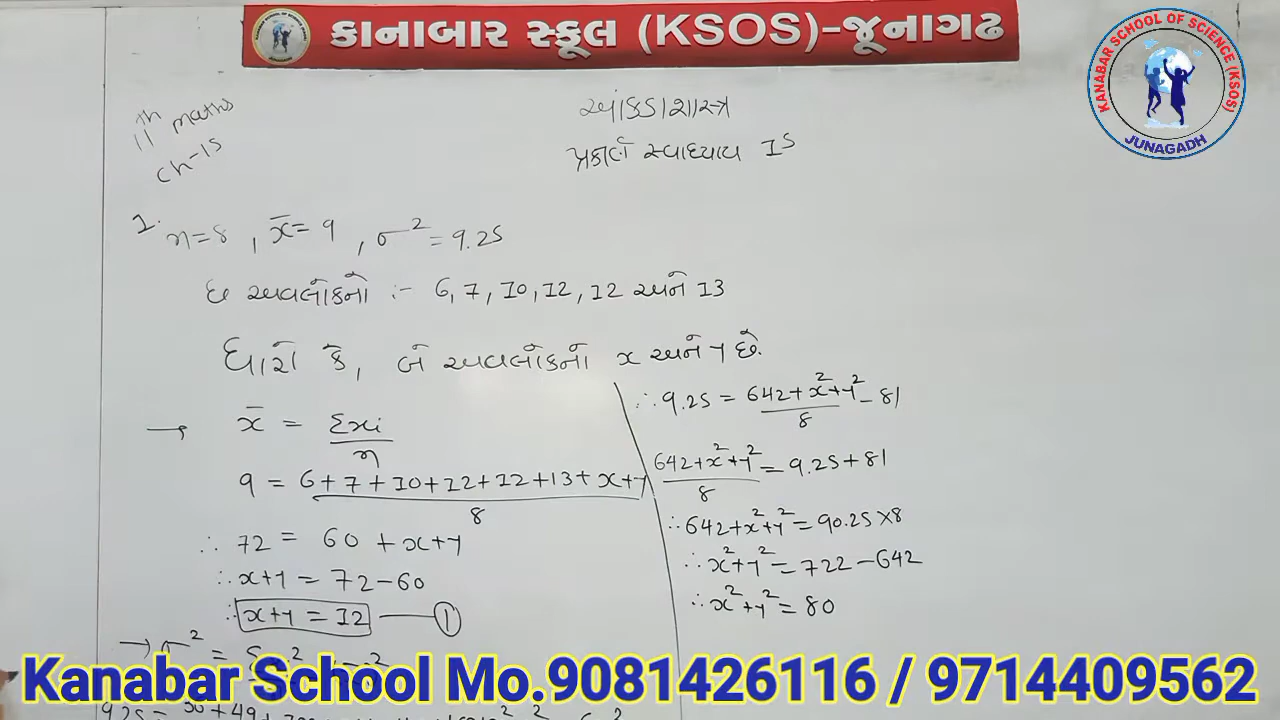 કાનાબાર સ્કૂલ (KSOS)-જૂનાગઢ
KANABAR SCHOOL OF SCIENCE (KSOS)
JUNAGADH
11th maths
ch-15
આંકડાશાસ્ત્ર
પ્રકીર્ણ સ્વાધ્યાય 15
1. n=8, x̄=9, σ²=9.25
છ અવલોકનો :- 6, 7, 10, 12, 12 અને 13
ધારો કે, બે અવલોકનો x અને y છે.
→ x̄ = Σxi/n
9 = 6+7+10+12+12+13+x+y/8
∴ 72 = 60 + x+y
∴ x+y = 72-60
∴ x+y = 12 —— ①
→ σ² =
∴ 9.25 = 642+x²+y²/8 - 81
642+x²+y²/8 = 9.25+81
∴ 642+x²+y² = 90.25×8
∴ x²+y² = 722-642
∴ x²+y² = 80
Kanabar School Mo.9081426116 / 9714409562